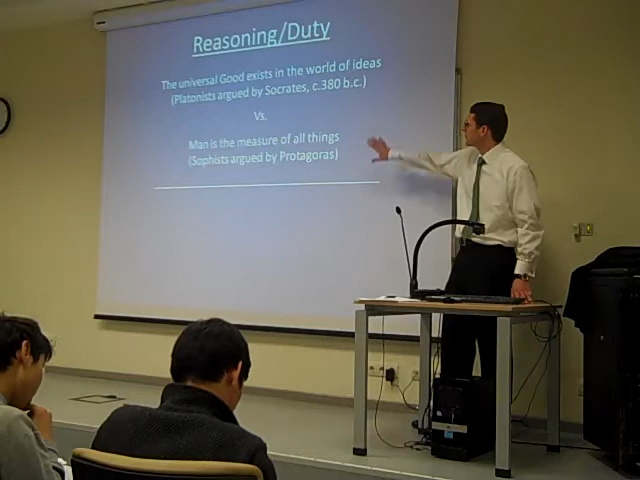 Reasoning/Duty
The universal Good exists in the world of ideas
(Platonists argued by Socrates, c.380 b.c.)
Vs.
Man is the measure of all things
(Sophists argued by Protagoras)